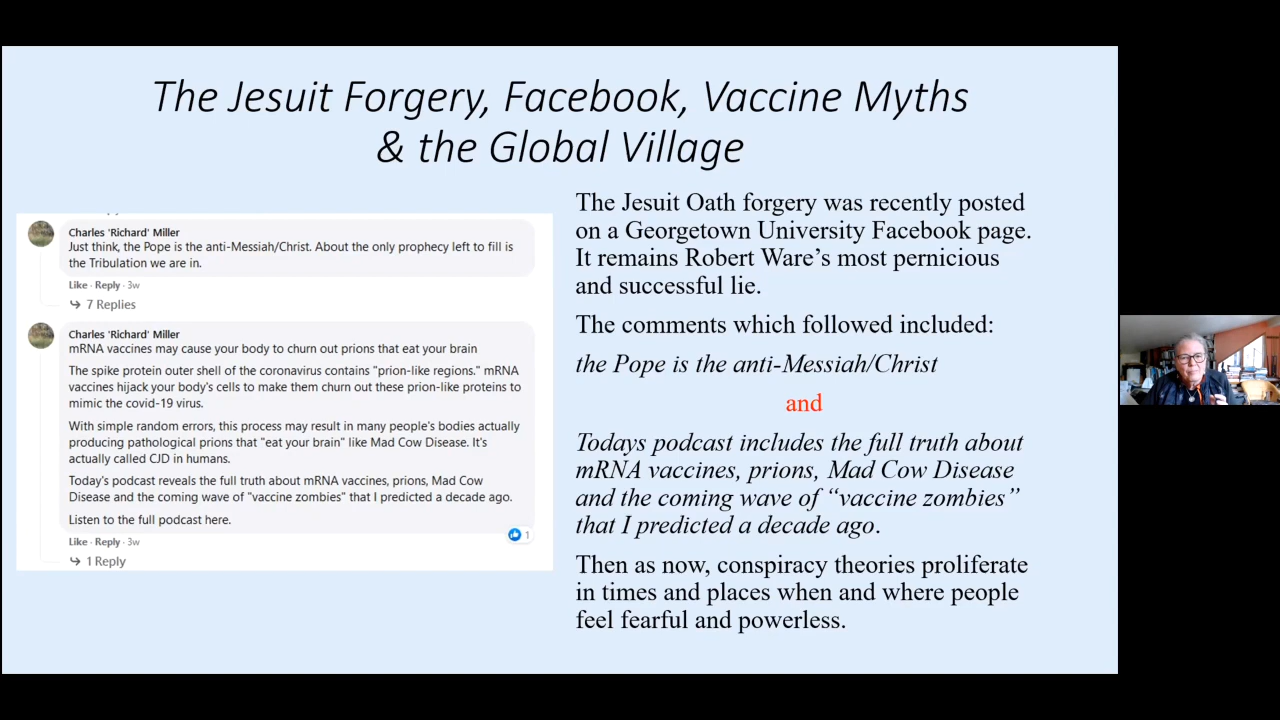 The Jesuit Forgery, Facebook, Vaccine Myths
& the Global Village
Charles 'Richard' Miller
Just think, the Pope is the anti-Messiah/Christ. About the only prophecy left to fill is
the Tribulation we are in.
Like · Reply · 3w
7 Replies
Charles 'Richard' Miller
mRNA vaccines may cause your body to churn out prions that eat your brain
The spike protein outer shell of the coronavirus contains "prion-like regions." mRNA
vaccines hijack your body's cells to make them churn out these prion-like proteins to
mimic the covid-19 virus.
With simple random errors, this process may result in many people's bodies actually
producing pathological prions that "eat your brain" like Mad Cow Disease. It's
actually called CJD in humans.
Today's podcast reveals the full truth about mRNA vaccines, prions, Mad Cow
Disease and the coming wave of "vaccine zombies" that I predicted a decade ago.
Listen to the full podcast here.
1
Like · Reply · 3w
1 Reply
The Jesuit Oath forgery was recently posted
on a Georgetown University Facebook page.
It remains Robert Ware’s most pernicious
and successful lie.
The comments which followed included:
the Pope is the anti-Messiah/Christ
and
Todays podcast includes the full truth about
mRNA vaccines, prions, Mad Cow Disease
and the coming wave of “vaccine zombies”
that I predicted a decade ago.
Then as now, conspiracy theories proliferate
in times and places when and where people
feel fearful and powerless.